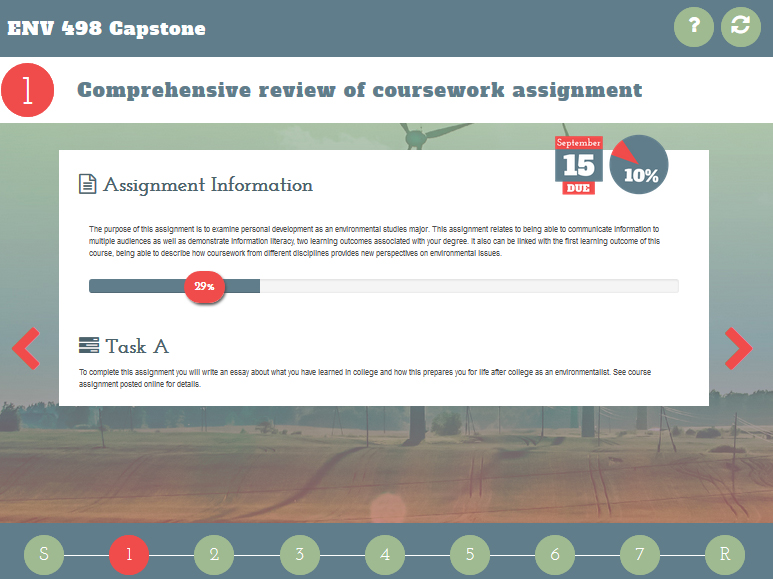 ENV 498 Capstone
?
1
Comprehensive review of coursework assignment
September
15
DUE
10%
Assignment Information
The purpose of this assignment is to examine personal development as an environmental studies major. This assignment relates to being able to communicate information to
multiple audiences as well as demonstrate information literacy, two learning outcomes associated with your degree. It also can be linked with the first learning outcome of this
course, being able to describe how coursework from different disciplines provides new perspectives on environmental issues.
29%
Task A
To complete this assignment you will write an essay about what you have learned in college and how this prepares you for life after college as an environmentalist. See course
assignment posted online for details.
S 1 2 3 4 5 6 7 R